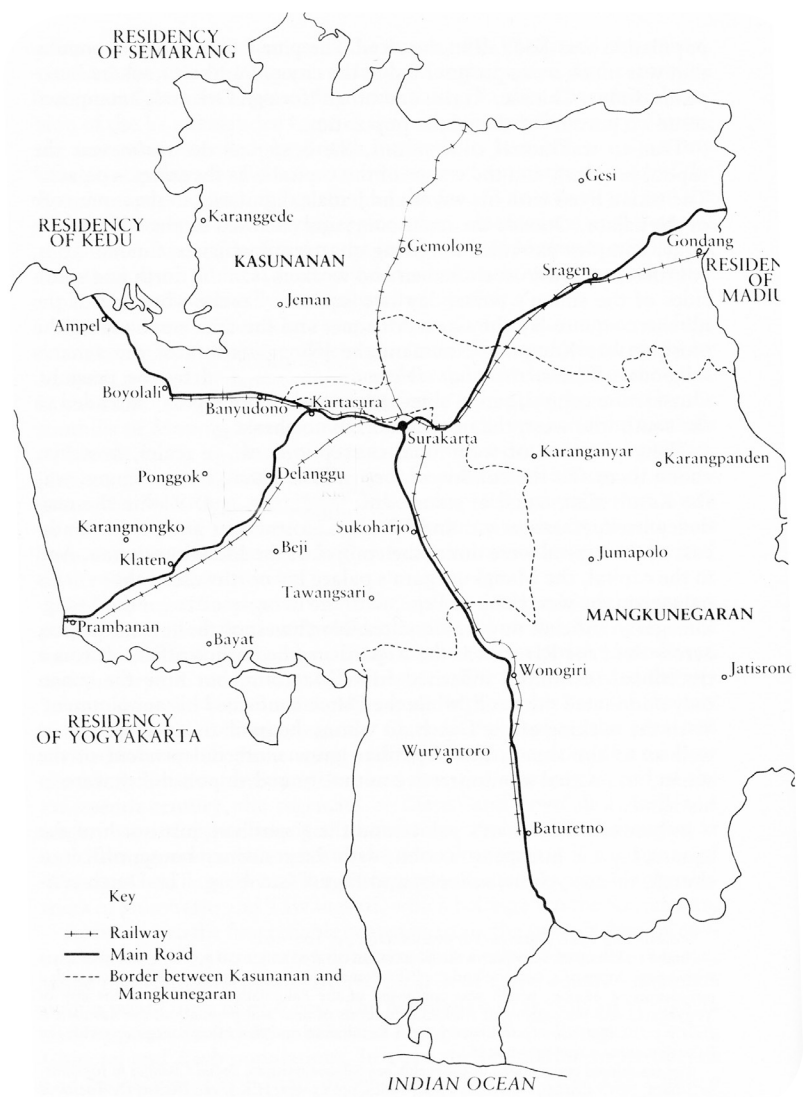 RESIDENCY
OF SEMARANG
Gesi
Karanggede
RESIDENCY
OF KEDU
Gemolong
Gondang
KASUNANAN
Sragen
RESIDEN
OF
MADIU
Jeman
Ampel
Boyolali
Banyudono
Kartasura
Surakarta
Karanganyar
Karangpanden
Ponggok
Delanggu
Karangnongko
Sukoharjo
Beji
Klaten
Jumapolo
Tawangsari
MANGKUNEGARAN
Prambanan
Bayat
Wonogiri
Jatisrono
RESIDENCY
OF YOGYAKARTA
Wuryantoro
Baturetno
Key
Railway
Main Road
Border between Kasunanan and
Mangkunegaran
INDIAN OCEAN